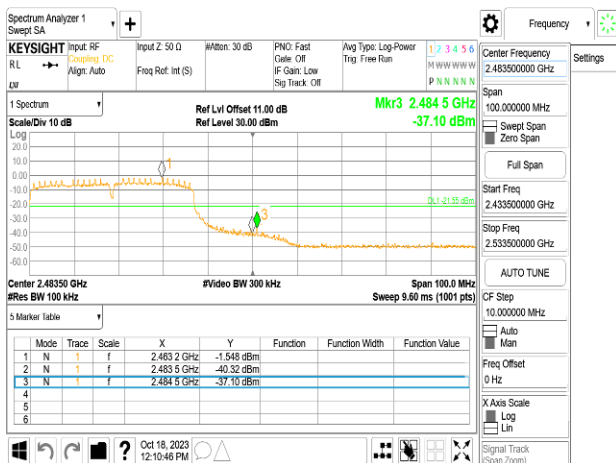 Spectrum Analyzer 1
Swept SA
Frequency
Settings
KEYSIGHT
RL
Input: RF
Coupling: DC
Align: Auto
Input Z: 50 Ω
Freq Ref: Int (S)
#Atten: 30 dB
PNO: Fast
Gate: Off
IF Gain: Low
Sig Track: Off
Avg Type: Log-Power
Trig: Free Run
1 2 3 4 5 6
M W W W W W
P N N N N N
1 Spectrum
Scale/Div 10 dB
Ref Lvl Offset 11.00 dB
Ref Level 30.00 dBm
Mkr3 2.484 5 GHz
-37.10 dBm
Log
20.0
10.0
0.00
-10.0
-20.0
-30.0
-40.0
-50.0
-60.0
1
3
DL1 -21.55 dBm
Center 2.48350 GHz
#Res BW 100 kHz
#Video BW 300 kHz
Span 100.0 MHz
Sweep 9.60 ms (1001 pts)
5 Marker Table
Mode Trace Scale X Y Function Function Width Function Value
1 N 1 f 2.463 2 GHz -1.548 dBm
2 N 1 f 2.483 5 GHz -40.32 dBm
3 N 1 f 2.484 5 GHz -37.10 dBm
4
5
6
?
Oct 18, 2023
12:10:46 PM
Center Frequency
2.483500000 GHz
Span
100.000000 MHz
Swept Span
Zero Span
Full Span
Start Freq
2.433500000 GHz
Stop Freq
2.533500000 GHz
AUTO TUNE
CF Step
10.000000 MHz
Auto
Man
Freq Offset
0 Hz
X Axis Scale
Log
Lin
Signal Track
(Span Zoom)